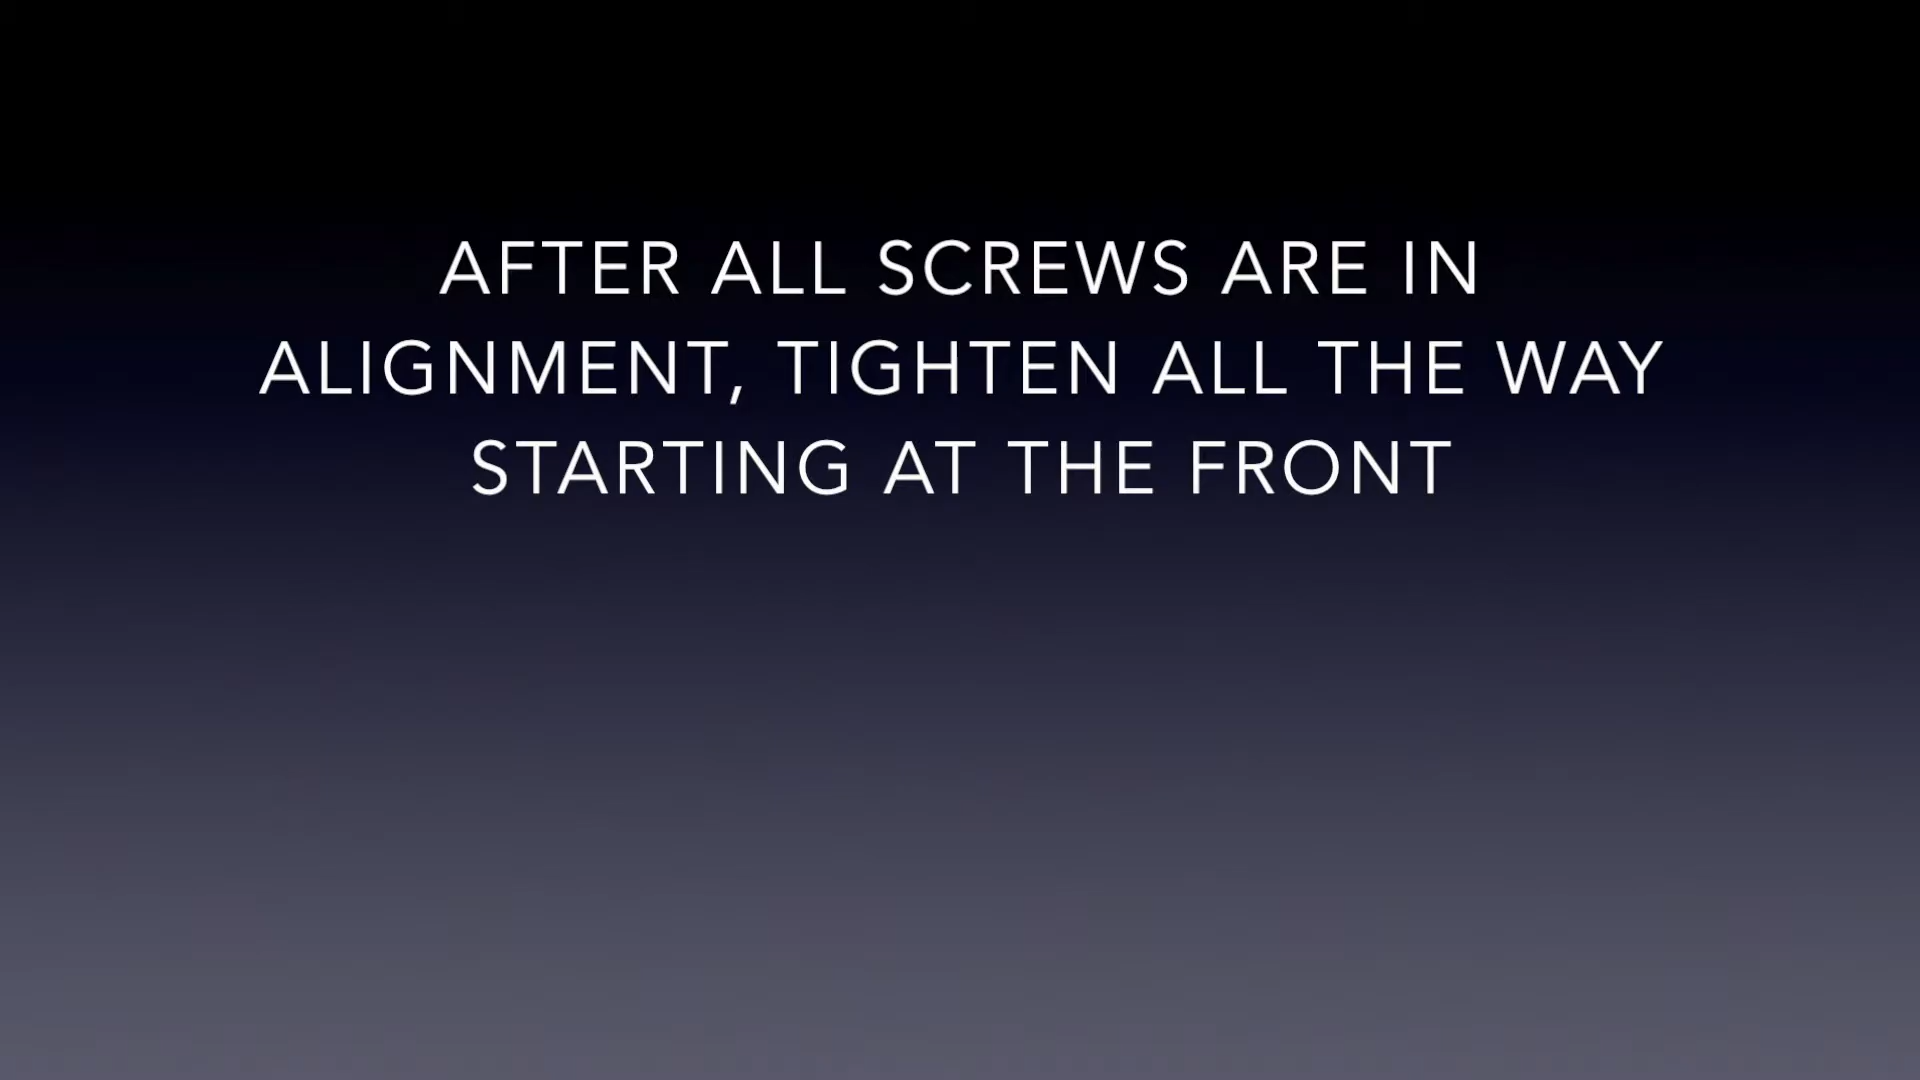 AFTER ALL SCREWS ARE IN
ALIGNMENT, TIGHTEN ALL THE WAY
STARTING AT THE FRONT